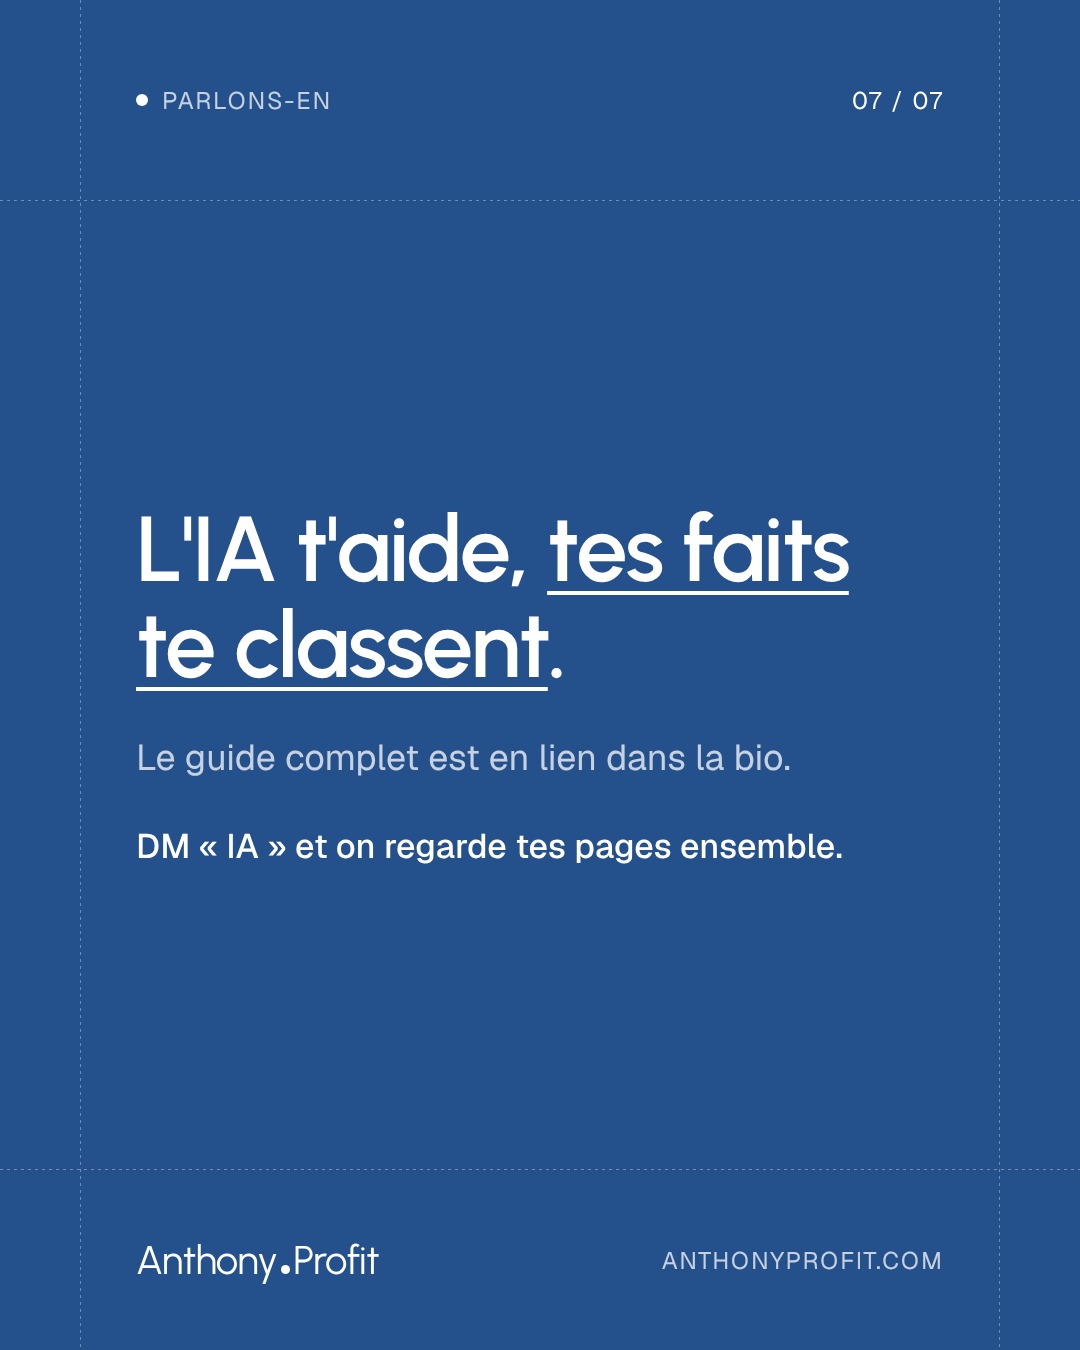 PARLONS-EN
07 / 07
L'IA t'aide, tes faits
te classent.
Le guide complet est en lien dans la bio.
DM « IA » et on regarde tes pages ensemble.
Anthony.Profit
ANTHONYPROFIT.COM